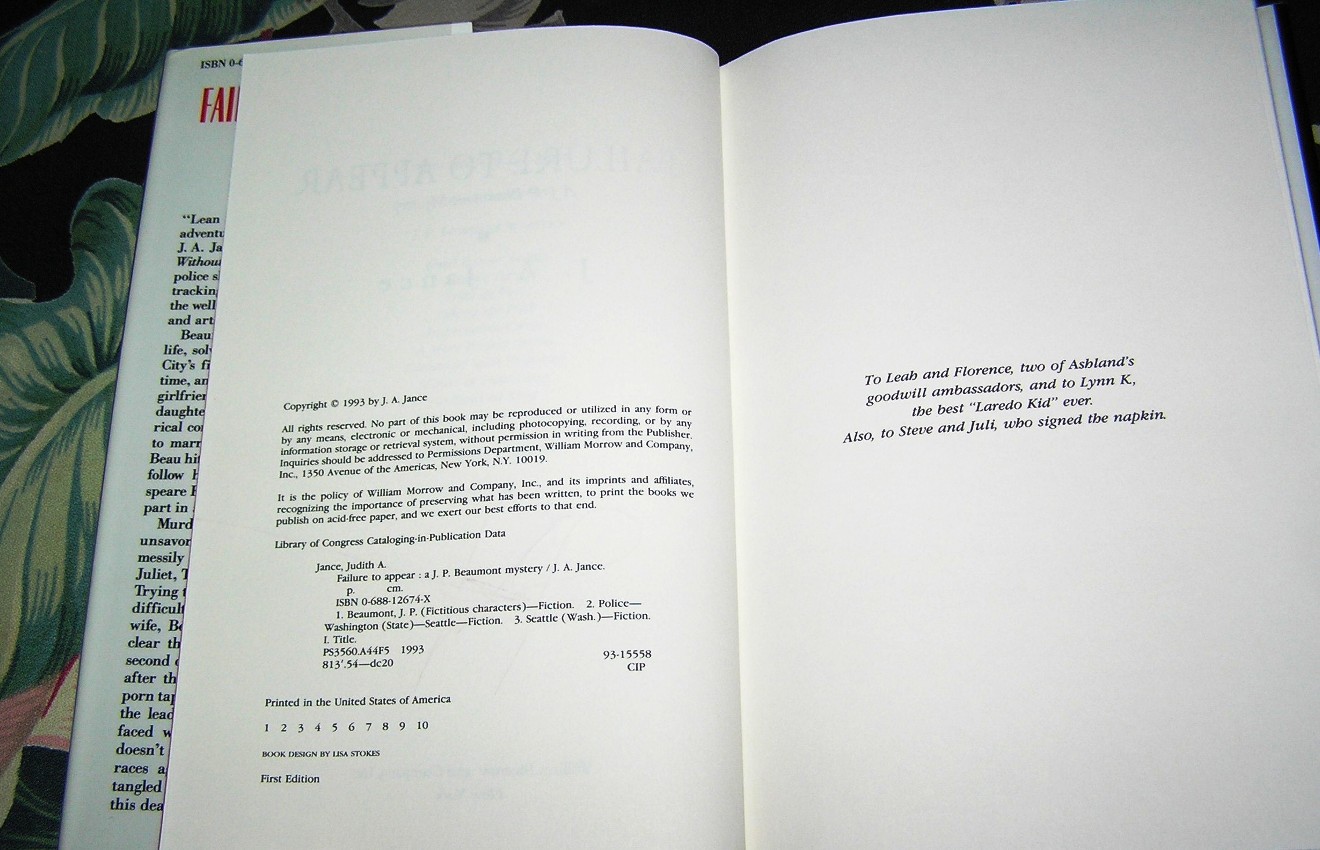 ISBN 0-6
FAI
"Lean
adventu
J. A. Ja
Withou
police s
trackin
the well
and art
Beau
life, sol
City's fi
time, an
girlfrien
daughte
rical co
to marr
Beau hi
follow
speare
part in
Murd
unsavor
messily
Juliet,
Trying
difficult
wife, Be
clear th
second
after th
porn ta
the lead
faced
doesn't
races a
tangled
this dea
FAILURE TO APPEAR
Copyright © 1993 by J. A. Jance
All rights reserved. No part of this book may be reproduced or utilized in any form or
by any means, electronic or mechanical, including photocopying, recording, or by any
information storage or retrieval system, without permission in writing from the Publisher.
Inquiries should be addressed to Permissions Department, William Morrow and Company,
Inc., 1350 Avenue of the Americas, New York, N.Y. 10019.
It is the policy of William Morrow and Company, Inc., and its imprints and affiliates,
recognizing the importance of preserving what has been written, to print the books we
publish on acid-free paper, and we exert our best efforts to that end.
Library of Congress Cataloging-in-Publication Data
Jance, Judith A.
Failure to appear : a J. P. Beaumont mystery / J. A. Jance.
p. cm.
ISBN 0-688-12674-X
1. Beaumont, J. P. (Fictitious characters)—Fiction. 2. Police—
Washington (State)—Seattle—Fiction. 3. Seattle (Wash.)—Fiction.
I. Title.
PS3560.A44F5 1993
813'.54—dc20
93-15558
CIP
Printed in the United States of America
1 2 3 4 5 6 7 8 9 10
BOOK DESIGN BY LISA STOKES
First Edition
To Leah and Florence, two of Ashland's
goodwill ambassadors, and to Lynn K.,
the best "Laredo Kid" ever.
Also, to Steve and Juli, who signed the napkin.